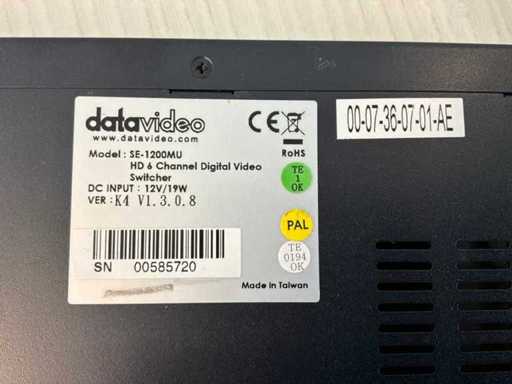 datavideo
www.datavideo.com
Model : SE-1200MU
HD 6 Channel Digital Video
Switcher
DC INPUT : 12V/19W
VER : K4 V1.3.0.8
SN 00585720
CE
RoHS
TE
1
OK
PAL
TE
0194
OK
Made in Taiwan
00-07-36-07-01-AE